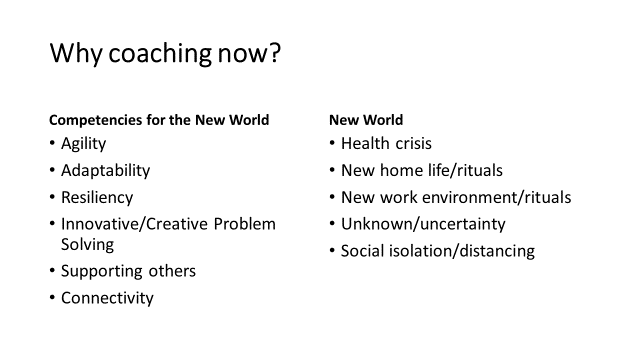 Why coaching now?
Competencies for the New World
• Agility
• Adaptability
• Resiliency
• Innovative/Creative Problem
Solving
• Supporting others
• Connectivity
New World
• Health crisis
• New home life/rituals
• New work environment/rituals
• Unknown/uncertainty
• Social isolation/distancing